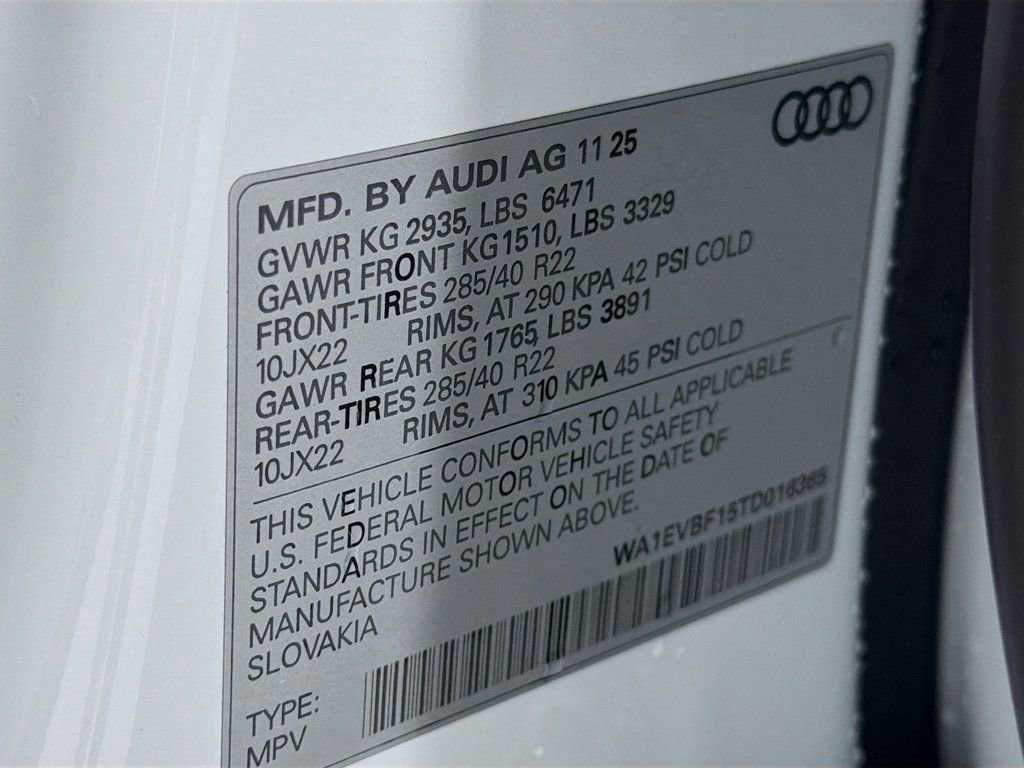 MFD. BY AUDI AG 11 25
GVWR KG 2935, LBS 6471
GAWR FRONT KG 1510, LBS 3329
FRONT-TIRES 285/40 R22
10JX22 RIMS, AT 290 KPA 42 PSI COLD
GAWR REAR KG 1765, LBS 3891
REAR-TIRES 285/40 R22
10JX22 RIMS, AT 310 KPA 45 PSI COLD
THIS VEHICLE CONFORMS TO ALL APPLICABLE
U.S. FEDERAL MOTOR VEHICLE SAFETY
STANDARDS IN EFFECT ON THE DATE OF
MANUFACTURE SHOWN ABOVE.
SLOVAKIA
WA1EVBF15TD016385
TYPE:
MPV